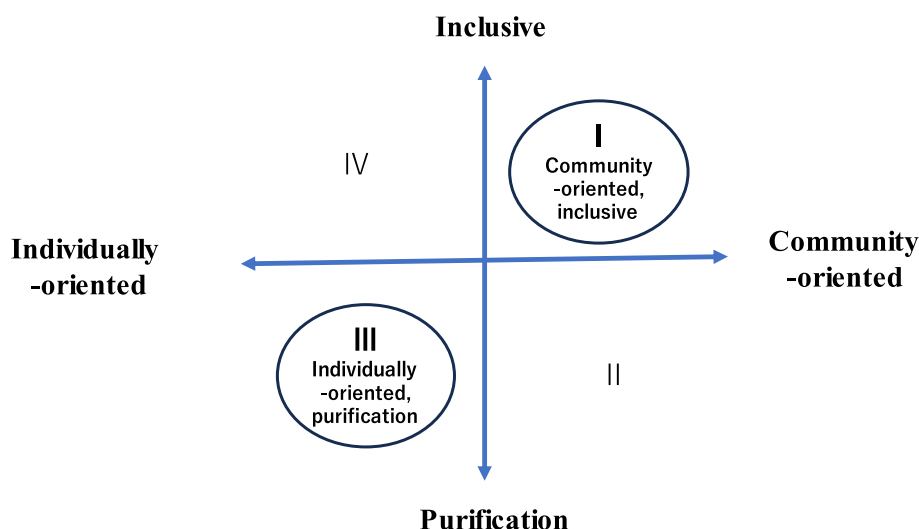 Inclusive
I
Community
-oriented,
inclusive
IV
Individually
-oriented
Community
-oriented
III
Individually
-oriented,
purification
II
Purification